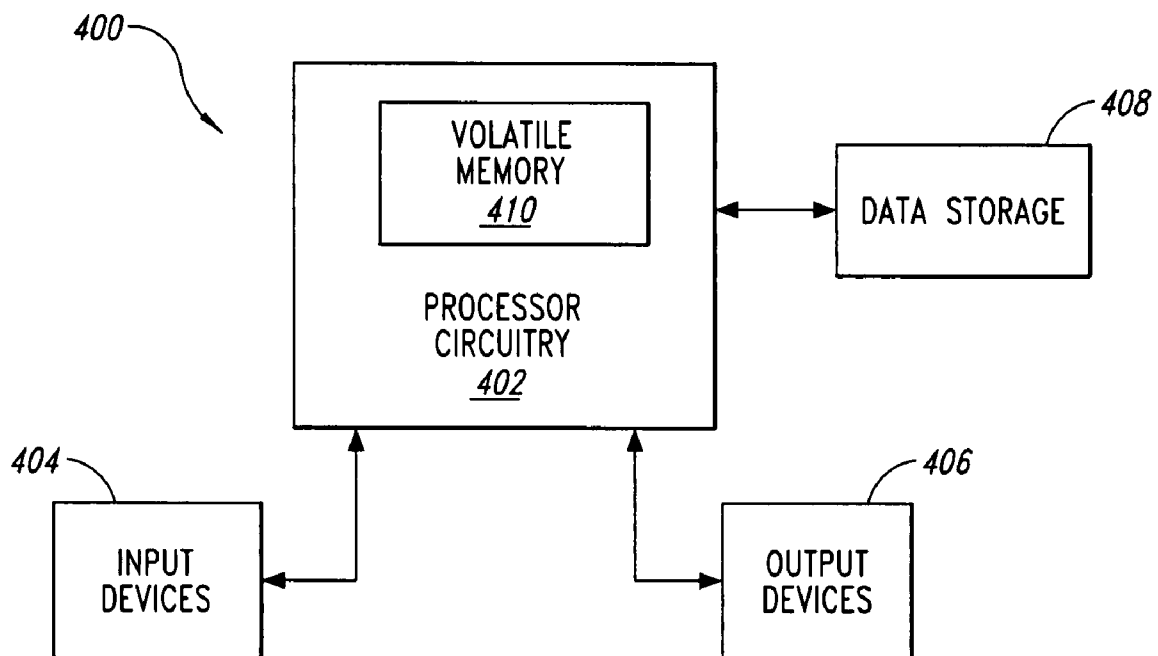 400
VOLATILE
MEMORY
410
408
DATA STORAGE
PROCESSOR
CIRCUITRY
402
404
INPUT
DEVICES
406
OUTPUT
DEVICES